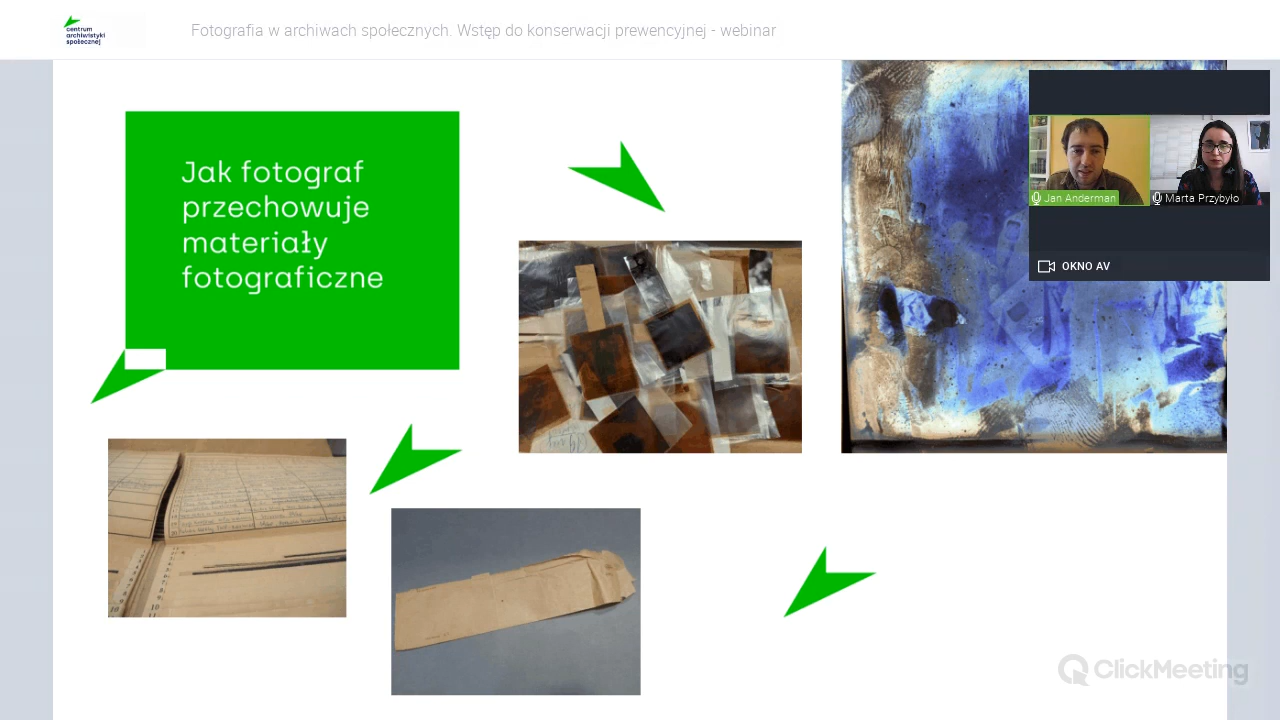 centrum
archiwistyki
społecznej
Fotografia w archiwach społecznych. Wstęp do konserwacji prewencyjnej - webinar
Jak fotograf
przechowuje
materiały
fotograficzne
Jan Anderman
Marta Przybyło
OKNO AV
ClickMeeting